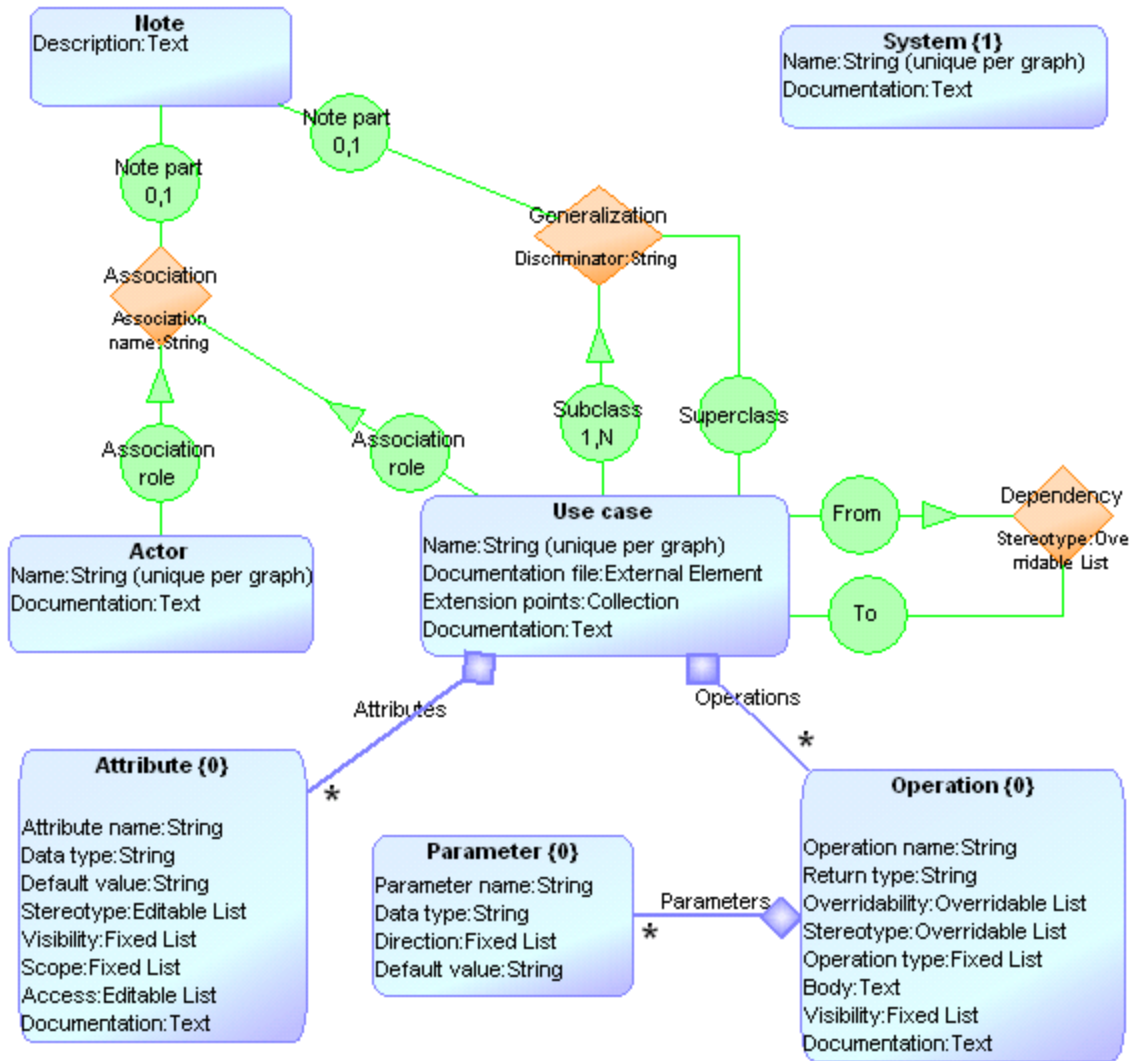 Note
Description:Text
System {1}
Name:String (unique per graph)
Documentation:Text
Note part
0,1
Note part
0,1
Generalization
Discriminator:String
Association
Association
name:String
Subclass
1,N
Superclass
Association
role
Association
role
Actor
Name:String (unique per graph)
Documentation:Text
Use case
Name:String (unique per graph)
Documentation file:External Element
Extension points:Collection
Documentation:Text
From
To
Dependency
Stereotype:Ove
rridable List
Attributes
*
Operations
*
Attribute {0}
Attribute name:String
Data type:String
Default value:String
Stereotype:Editable List
Visibility:Fixed List
Scope:Fixed List
Access:Editable List
Documentation:Text
Parameter {0}
Parameter name:String
Data type:String
Direction:Fixed List
Default value:String
Parameters
*
Operation {0}
Operation name:String
Return type:String
Overridability:Overridable List
Stereotype:Overridable List
Operation type:Fixed List
Body:Text
Visibility:Fixed List
Documentation:Text